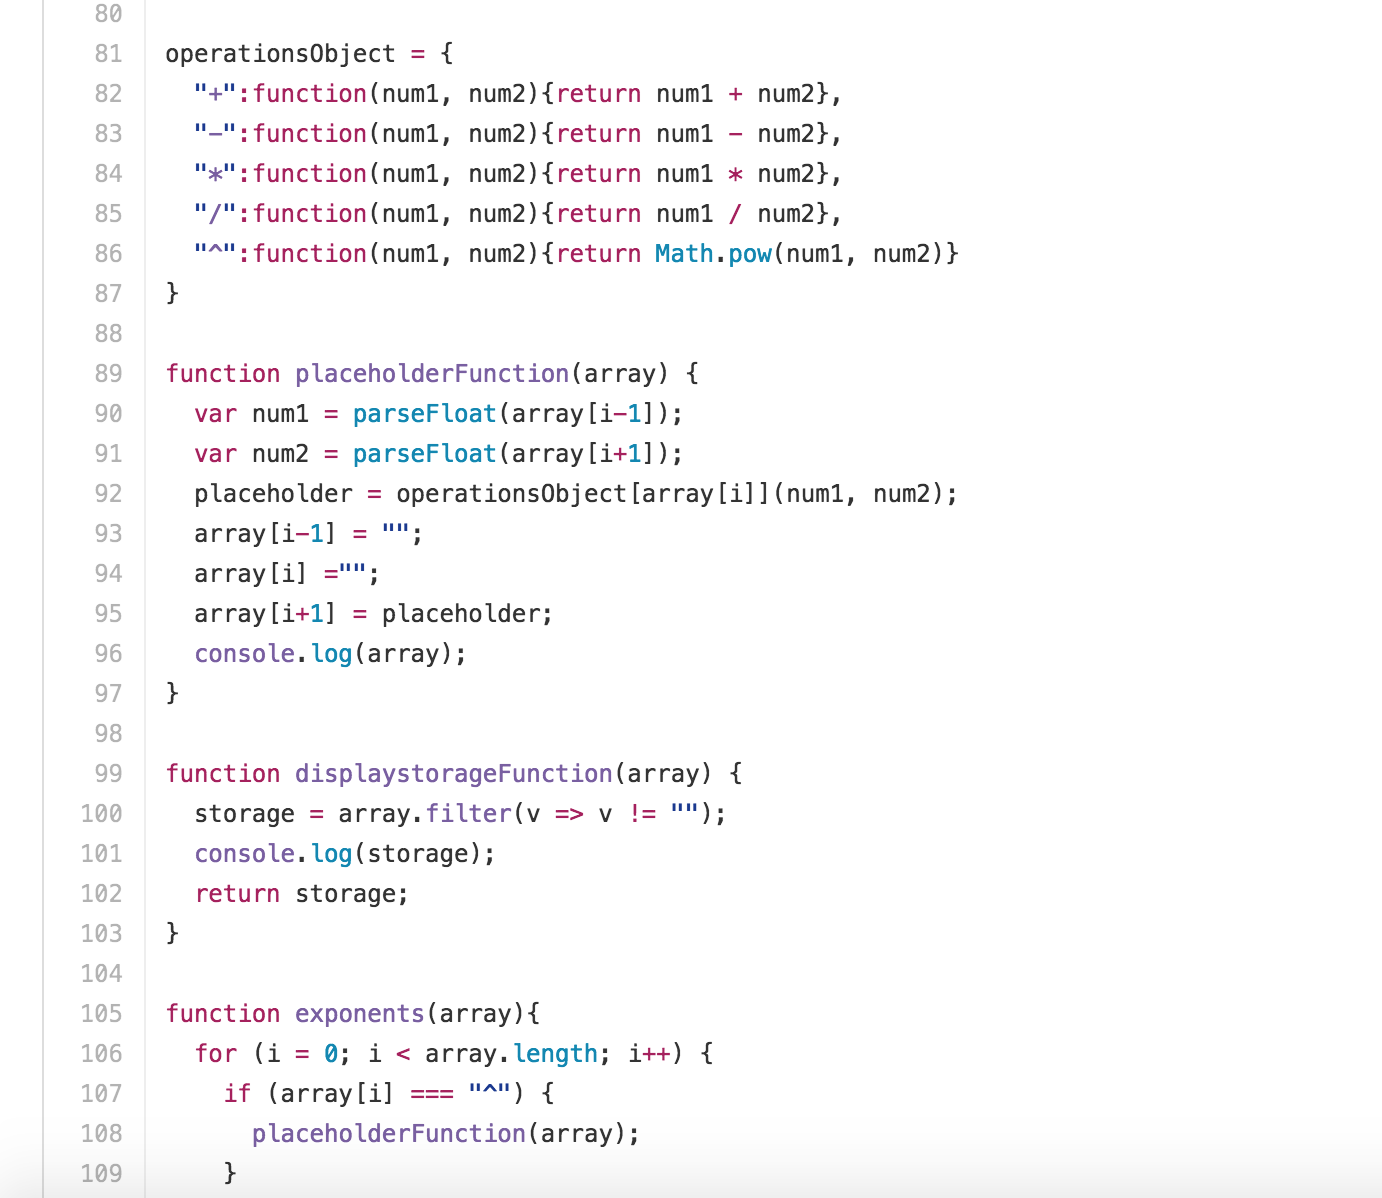 80
81 operationsObject = {
82   "+":function(num1, num2){return num1 + num2},
83   "-":function(num1, num2){return num1 - num2},
84   "*":function(num1, num2){return num1 * num2},
85   "/":function(num1, num2){return num1 / num2},
86   "^":function(num1, num2){return Math.pow(num1, num2)}
87 }
88
89 function placeholderFunction(array) {
90   var num1 = parseFloat(array[i-1]);
91   var num2 = parseFloat(array[i+1]);
92   placeholder = operationsObject[array[i]](num1, num2);
93   array[i-1] = "";
94   array[i] ="";
95   array[i+1] = placeholder;
96   console.log(array);
97 }
98
99 function displaystorageFunction(array) {
100   storage = array.filter(v => v != "");
101   console.log(storage);
102   return storage;
103 }
104
105 function exponents(array){
106   for (i = 0; i < array.length; i++) {
107     if (array[i] === "^") {
108       placeholderFunction(array);
109     }